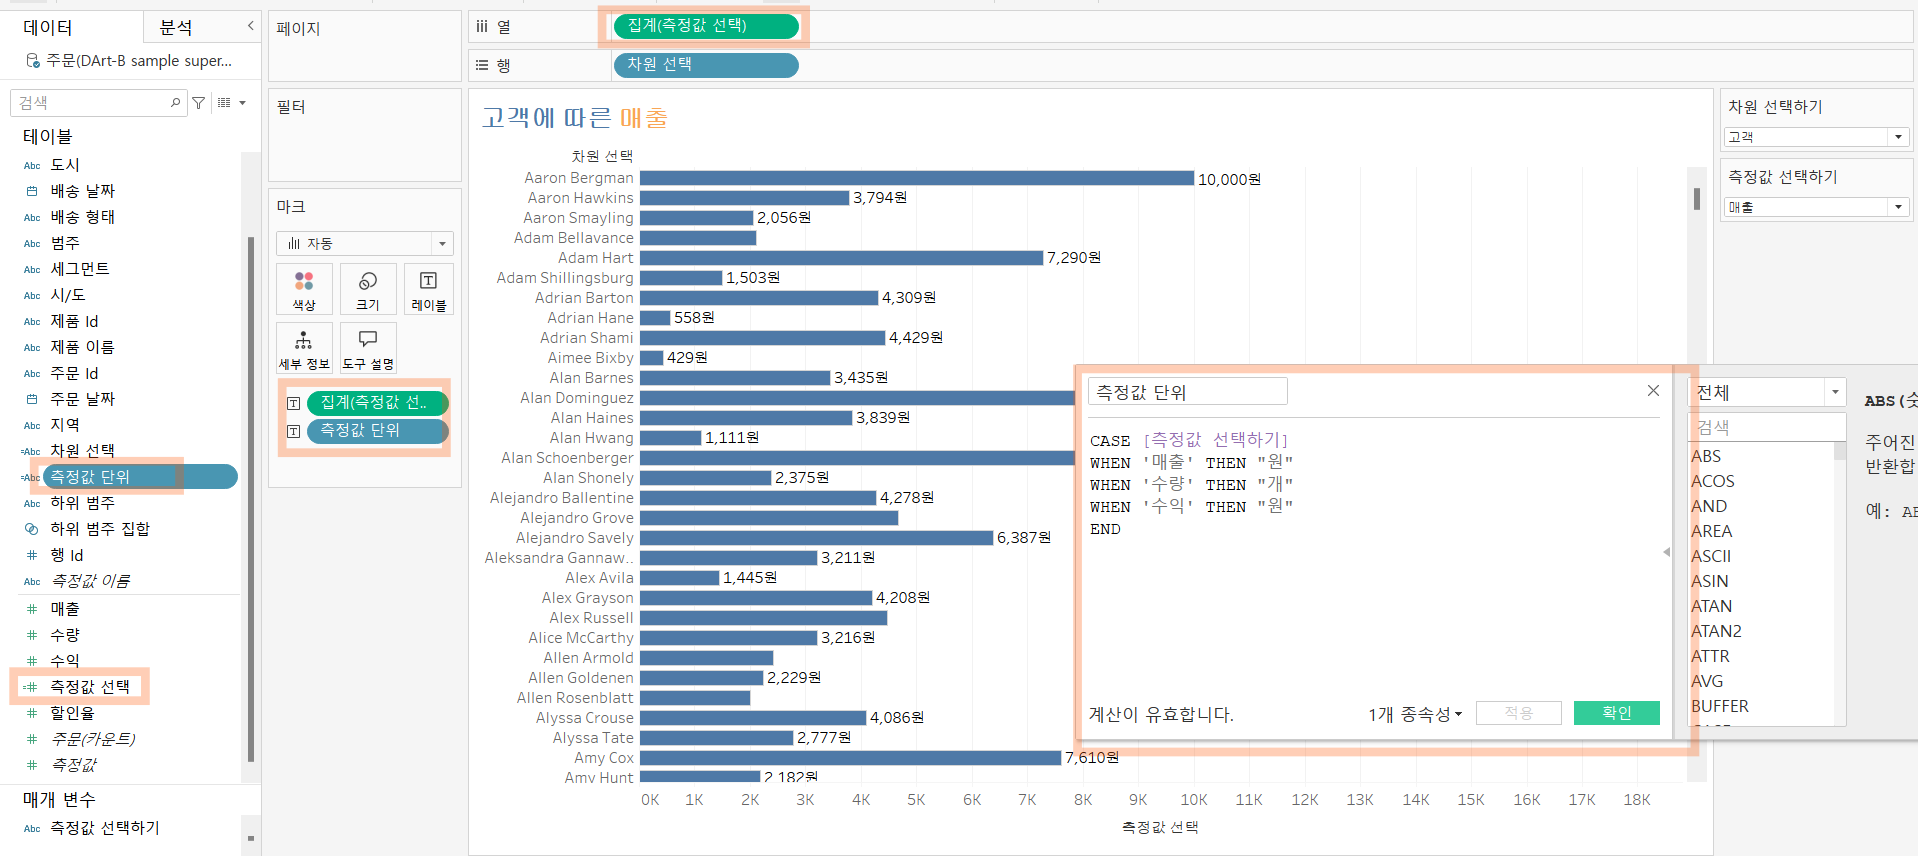 데이터
분석
주문(DArt-B sample super...
검색
테이블
Abc 도시
배송 날짜
Abc 배송 형태
Abc 범주
Abc 세그먼트
Abc 시/도
Abc 제품 Id
Abc 제품 이름
Abc 주문 Id
주문 날짜
Abc 지역
=Abc 차원 선택
=Abc 측정값 단위
Abc 하위 범주
하위 범주 집합
# 행 Id
Abc 측정값 이름
# 매출
# 수량
# 수익
=# 측정값 선택
# 할인율
# 주문(카운트)
# 측정값
매개 변수
Abc 측정값 선택하기
페이지
필터
마크
자동
색상
크기
레이블
세부 정보
도구 설명
집계(측정값 선..
측정값 단위
열
집계(측정값 선택)
행
차원 선택
고객에 따른 매출
차원 선택
Aaron Bergman 10,000원
Aaron Hawkins 3,794원
Aaron Smayling 2,056원
Adam Bellavance
Adam Hart 7,290원
Adam Shillingsburg 1,503원
Adrian Barton 4,309원
Adrian Hane 558원
Adrian Shami 4,429원
Aimee Bixby 429원
Alan Barnes 3,435원
Alan Dominguez
Alan Haines 3,839원
Alan Hwang 1,111원
Alan Schoenberger
Alan Shonely 2,375원
Alejandro Ballentine 4,278원
Alejandro Grove
Alejandro Savely 6,387원
Aleksandra Gannaw.. 3,211원
Alex Avila 1,445원
Alex Grayson 4,208원
Alex Russell
Alice McCarthy 3,216원
Allen Armold
Allen Goldenen 2,229원
Allen Rosenblatt
Alyssa Crouse 4,086원
Alyssa Tate 2,777원
Amy Cox 7,610원
Amy Hunt 2,182원
0K 1K 2K 3K 4K 5K 6K 7K 8K 9K 10K 11K 12K 13K 14K 15K 16K 17K 18K
측정값 선택
차원 선택하기
고객
측정값 선택하기
매출
측정값 단위
CASE [측정값 선택하기]
WHEN '매출' THEN "원"
WHEN '수량' THEN "개"
WHEN '수익' THEN "원"
END
계산이 유효합니다.
1개 종속성
적용
확인
전체
검색
ABS
ACOS
AND
AREA
ASCII
ASIN
ATAN
ATAN2
ATTR
AVG
BUFFER
ABS(숫
주어진
반환합
예: AB